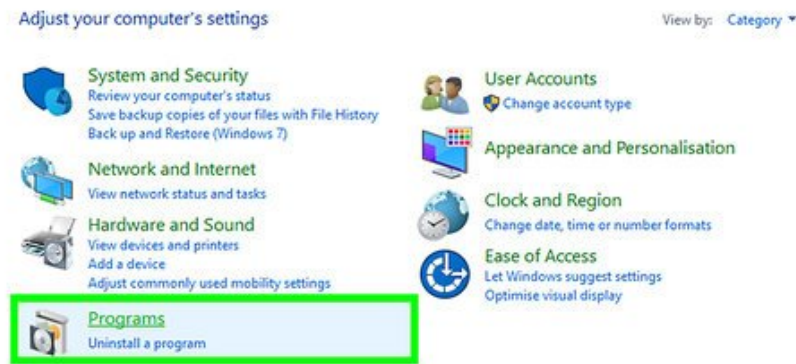 Adjust your computer's settings
View by: Category
System and Security
Review your computer's status
Save backup copies of your files with File History
Back up and Restore (Windows 7)
Network and Internet
View network status and tasks
Hardware and Sound
View devices and printers
Add a device
Adjust commonly used mobility settings
Programs
Uninstall a program
User Accounts
Change account type
Appearance and Personalisation
Clock and Region
Change date, time or number formats
Ease of Access
Let Windows suggest settings
Optimise visual display